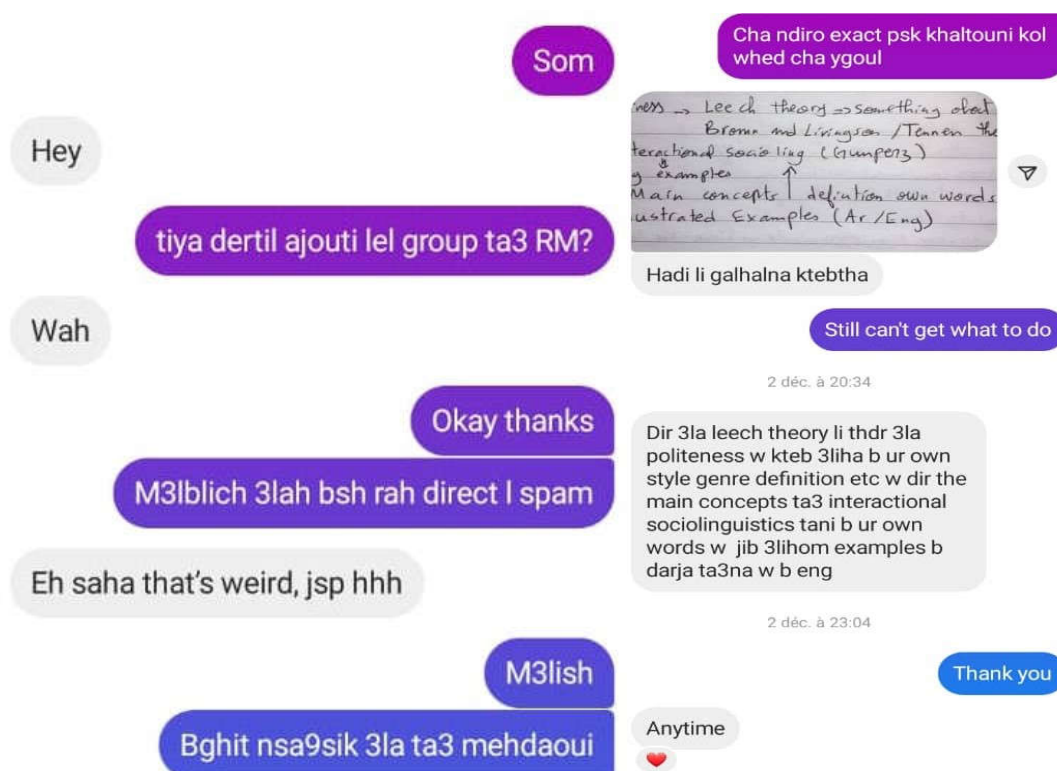 Som
Hey
tiya dertil ajouti lel group ta3 RM?
Wah
Okay thanks
M3lblich 3lah bsh rah direct l spam
Eh saha that's weird, jsp hhh
M3lish
Bghit nsa9sik 3la ta3 mehdaoui
Cha ndiro exact psk khaltouni kol
whed cha ygoul
ness → Leech theory => something about
Brown and Livingson / Tannen the
teractional socioling (Gumperz)
g examples
Main concepts definition own words
ustrated Examples (Ar/Eng)
Hadi li galhalna ktebtha
Still can't get what to do
2 déc. à 20:34
Dir 3la leech theory li thdr 3la
politeness w kteb 3liha b ur own
style genre definition etc w dir the
main concepts ta3 interactional
sociolinguistics tani b ur own
words w jib 3lihom examples b
darja ta3na w b eng
2 déc. à 23:04
Thank you
Anytime